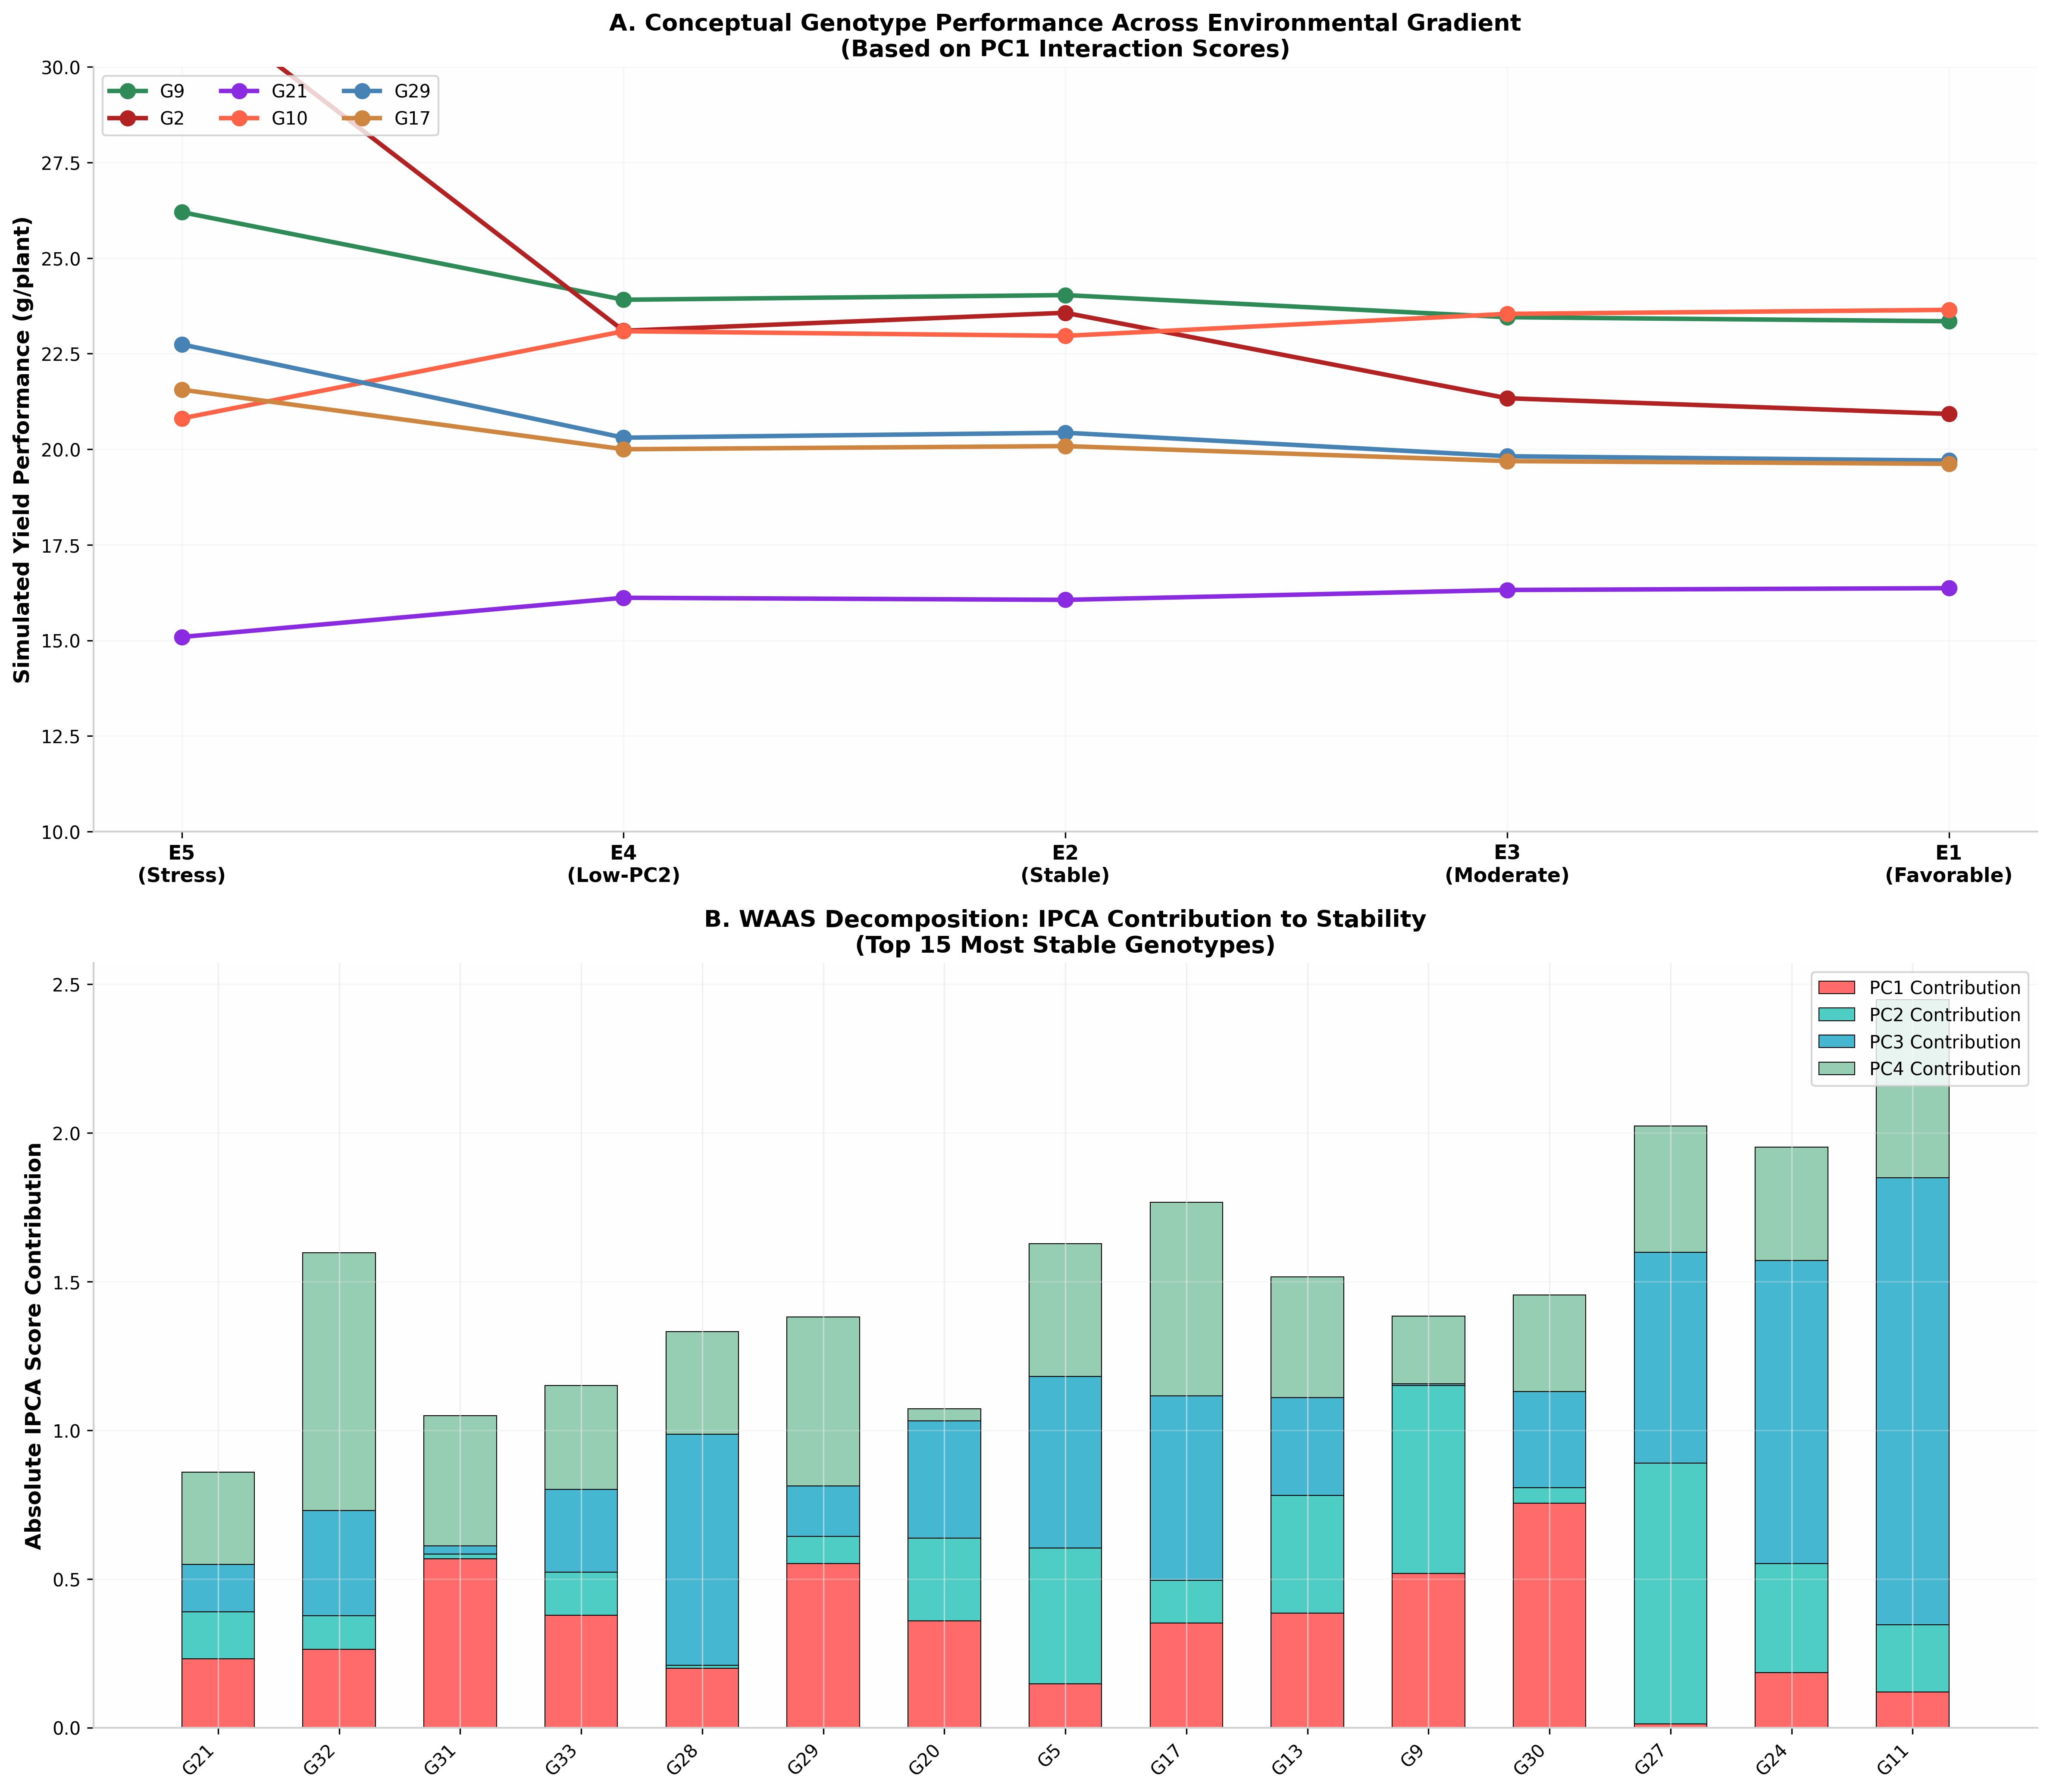 A. Conceptual Genotype Performance Across Environmental Gradient
(Based on PC1 Interaction Scores)
Simulated Yield Performance (g/plant)
30.0
27.5
25.0
22.5
20.0
17.5
15.0
12.5
10.0
G9 G21 G29
G2 G10 G17
E5 E4 E2 E3 E1
(Stress) (Low-PC2) (Stable) (Moderate) (Favorable)
B. WAAS Decomposition: IPCA Contribution to Stability
(Top 15 Most Stable Genotypes)
Absolute IPCA Score Contribution
2.5
2.0
1.5
1.0
0.5
0.0
PC1 Contribution
PC2 Contribution
PC3 Contribution
PC4 Contribution
G21 G32 G31 G33 G28 G29 G20 G5 G17 G13 G9 G30 G27 G24 G11